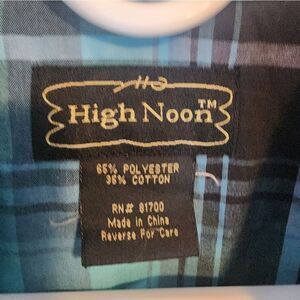 High Noon™
65% POLYESTER
35% COTTON
RN# 81700
Made in China
Reverse For Care